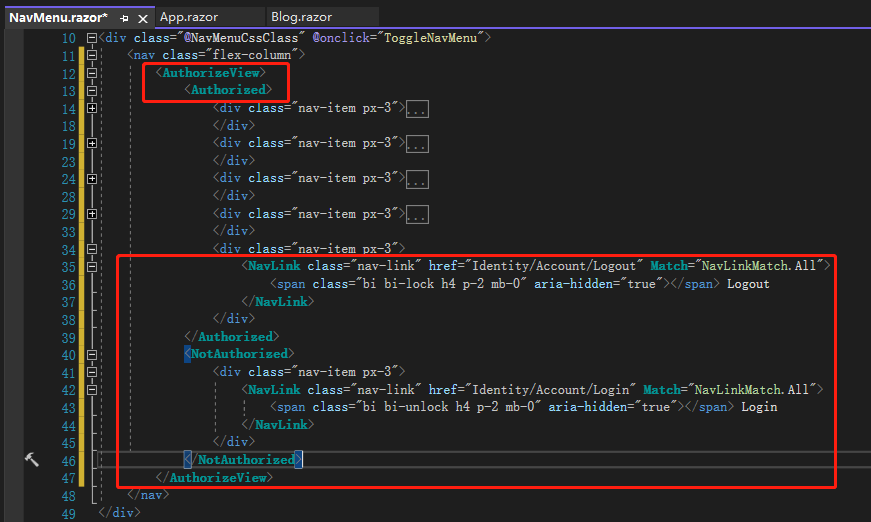 NavMenu.razor* App.razor Blog.razor
10 <div class="@NavMenuCssClass" @onclick="ToggleNavMenu">
11 <nav class="flex-column">
12 <AuthorizeView>
13 <Authorized>
14 <div class="nav-item px-3">...
18 </div>
19 <div class="nav-item px-3">...
23 </div>
24 <div class="nav-item px-3">...
28 </div>
29 <div class="nav-item px-3">...
33 </div>
34 <div class="nav-item px-3">
35 <NavLink class="nav-link" href="Identity/Account/Logout" Match="NavLinkMatch.All">
36 <span class="bi bi-lock h4 p-2 mb-0" aria-hidden="true"></span> Logout
37 </NavLink>
38 </div>
39 </Authorized>
40 <NotAuthorized>
41 <div class="nav-item px-3">
42 <NavLink class="nav-link" href="Identity/Account/Login" Match="NavLinkMatch.All">
43 <span class="bi bi-unlock h4 p-2 mb-0" aria-hidden="true"></span> Login
44 </NavLink>
45 </div>
46 </NotAuthorized>
47 </AuthorizeView>
48 </nav>
49 </div>